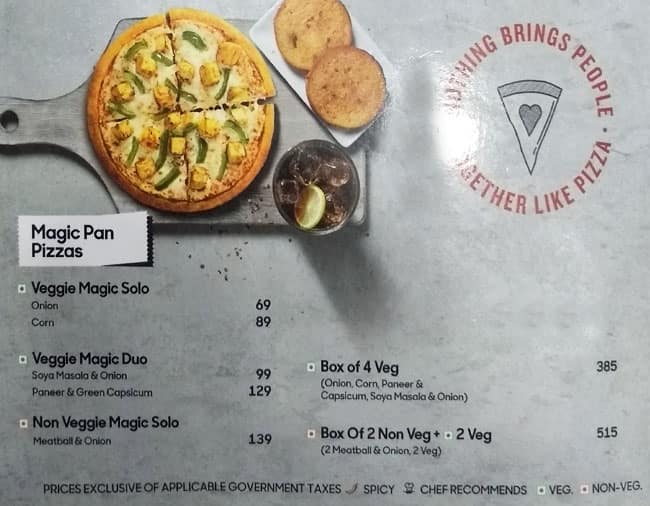 NOTHING BRINGS PEOPLE •
TOGETHER LIKE PIZZA •
Magic Pan
Pizzas
Veggie Magic Solo
Onion 69
Corn 89
Veggie Magic Duo
Soya Masala & Onion 99
Paneer & Green Capsicum 129
Non Veggie Magic Solo
Meatball & Onion 139
Box of 4 Veg 385
(Onion, Corn, Paneer &
Capsicum, Soya Masala & Onion)
Box Of 2 Non Veg + 2 Veg 515
(2 Meatball & Onion, 2 Veg)
PRICES EXCLUSIVE OF APPLICABLE GOVERNMENT TAXES SPICY CHEF RECOMMENDS VEG. NON-VEG.